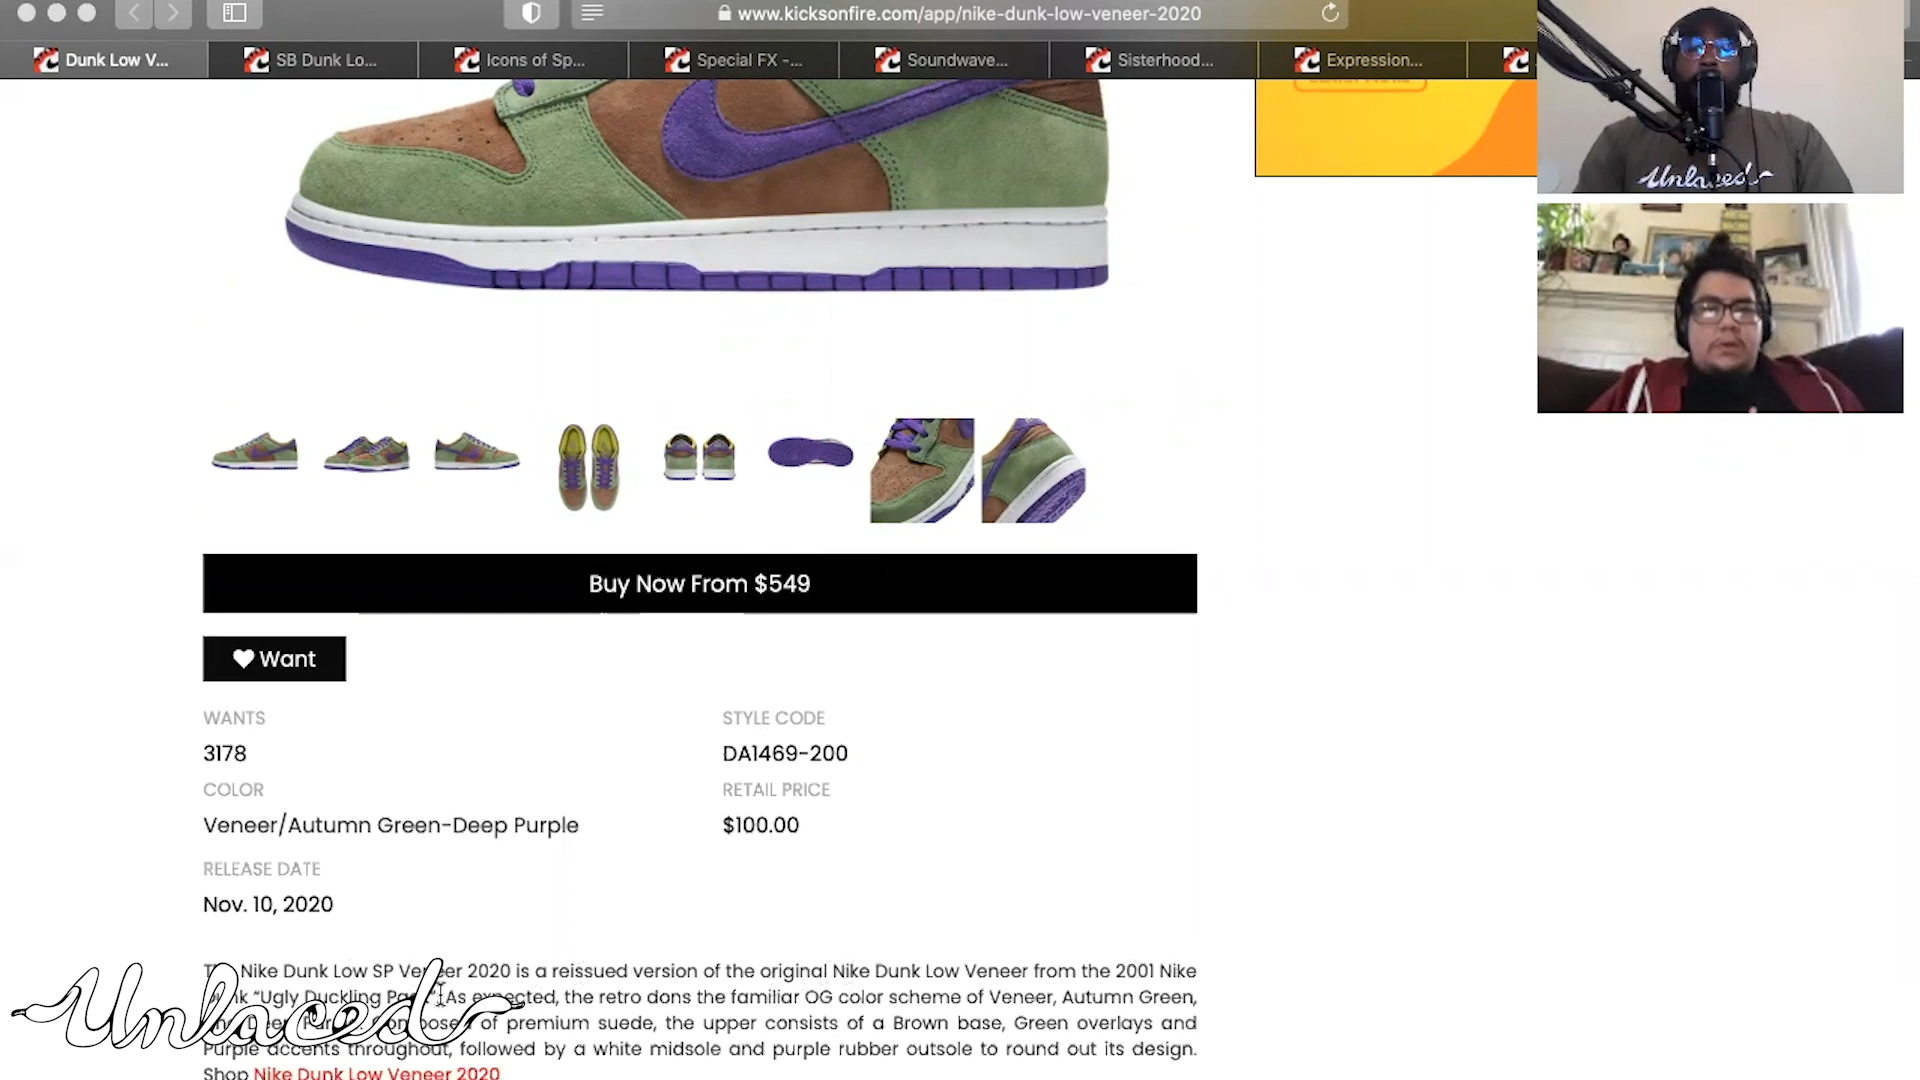 www.kicksonfire.com/app/nike-dunk-low-veneer-2020
Dunk Low V...
SB Dunk Lo...
Icons of Sp...
Special FX -...
Soundwave...
Sisterhood...
Expression...
Unlaced
Buy Now From $549
Want
WANTS
3178
STYLE CODE
DA1469-200
COLOR
Veneer/Autumn Green-Deep Purple
RETAIL PRICE
$100.00
RELEASE DATE
Nov. 10, 2020
Nike Dunk Low SP Veneer 2020 is a reissued version of the original Nike Dunk Low Veneer from the 2001 Nike
"Ugly Duckling As expected, the retro dons the familiar OG color scheme of Veneer, Autumn Green,
of premium suede, the upper consists of a Brown base, Green overlays and
Purple accents throughout, followed by a white midsole and purple rubber outsole to round out its design.
Shop Nike Dunk Low Veneer 2020
Unlaced